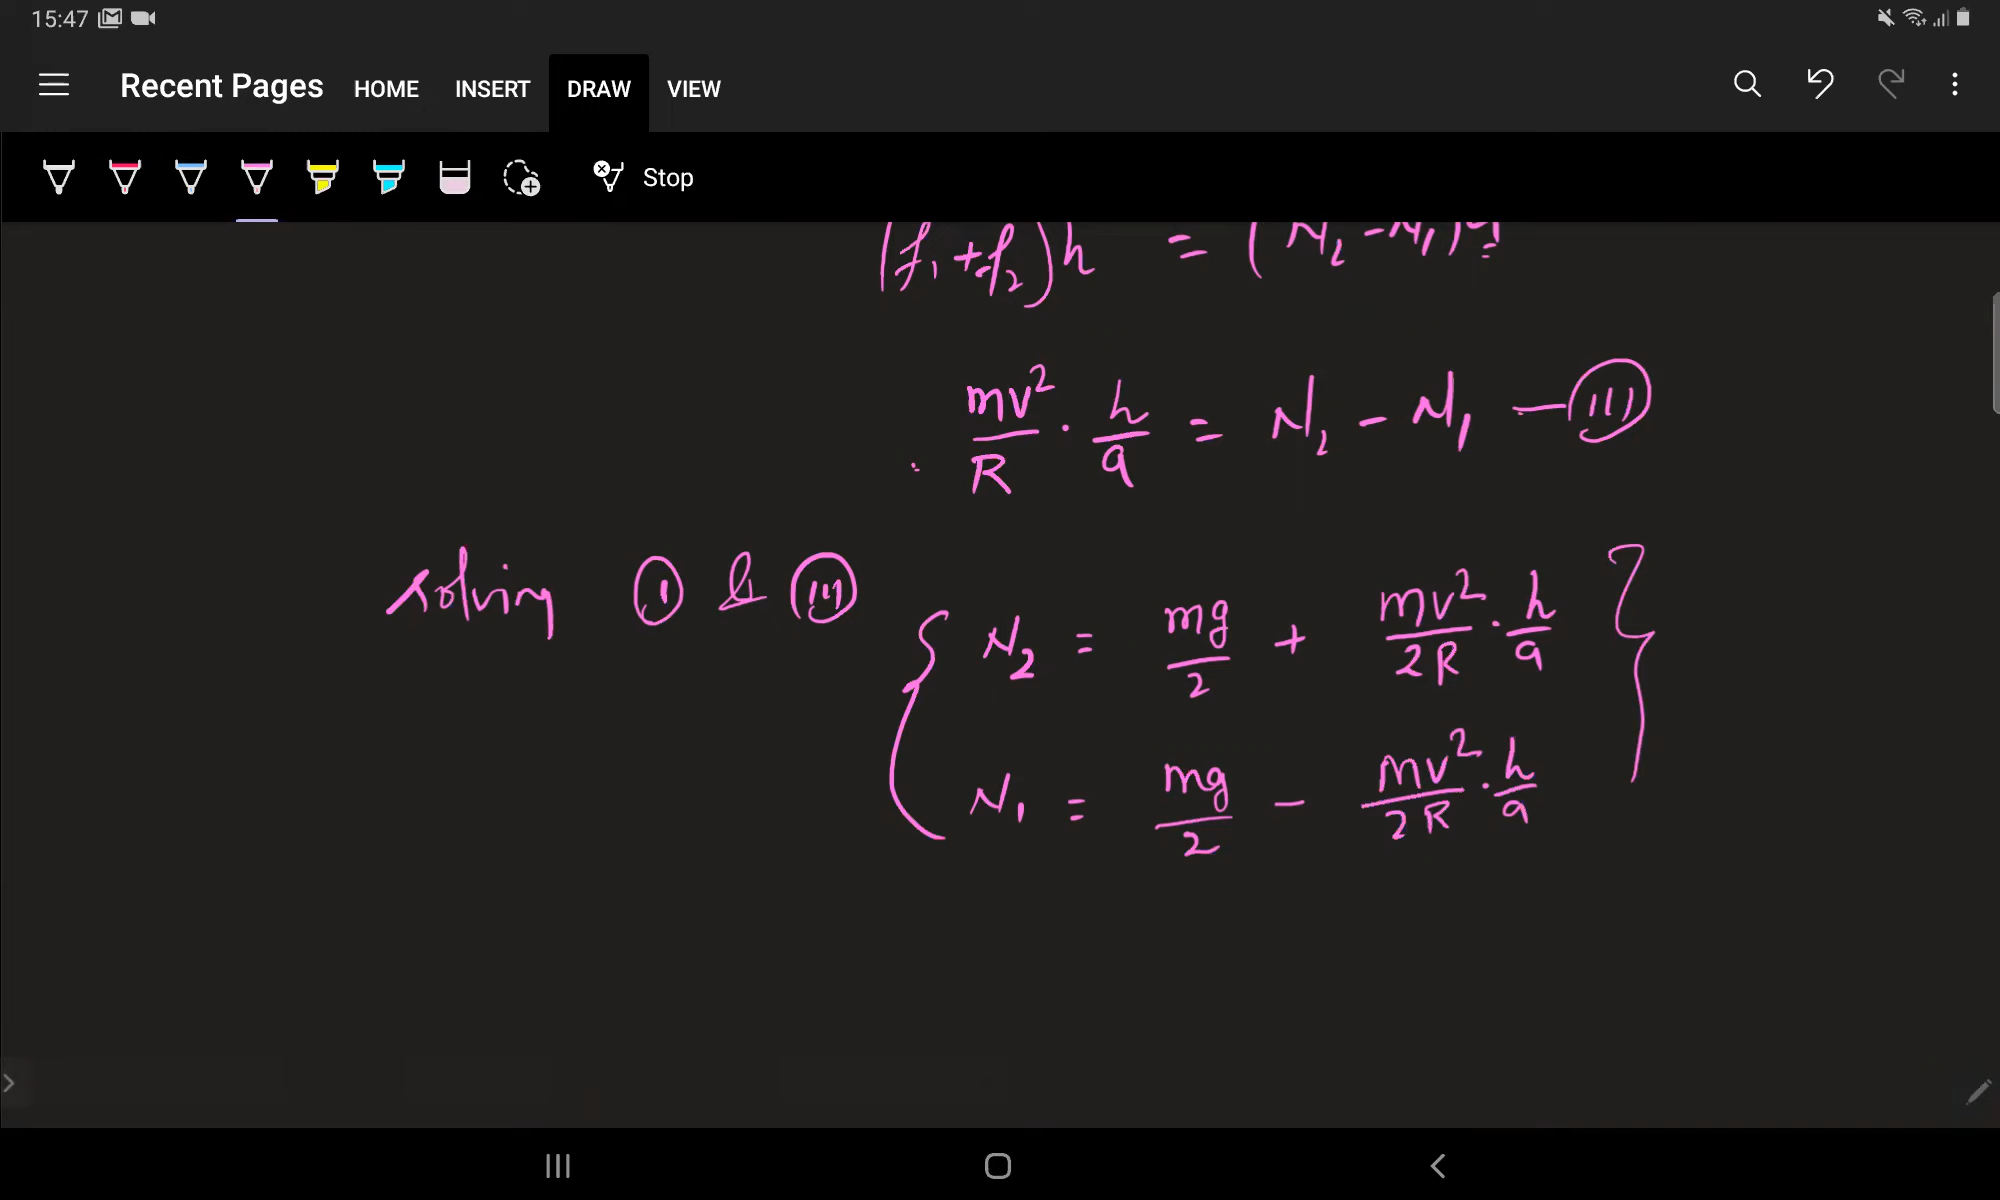 15:47
Recent Pages HOME INSERT DRAW VIEW
Stop
(f₁ + f₂)h = (N₂ - N₁)
mv²/R · h/a = N₂ - N₁ — (III)
solving (I) & (III)
N₂ = mg/2 + mv²/2R · h/a
N₁ = mg/2 - mv²/2R · h/a